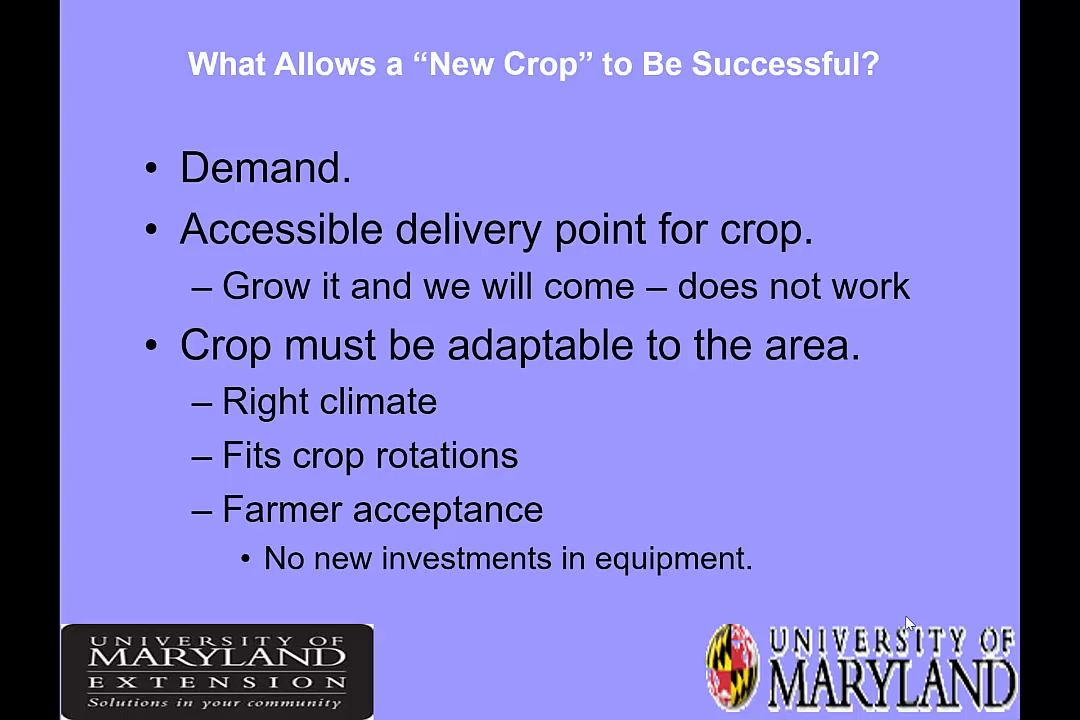 What Allows a “New Crop” to Be Successful?
• Demand.
• Accessible delivery point for crop.
– Grow it and we will come – does not work
• Crop must be adaptable to the area.
– Right climate
– Fits crop rotations
– Farmer acceptance
• No new investments in equipment.
UNIVERSITY OF
MARYLAND
EXTENSION
Solutions in your community
UNIVERSITY OF
MARYLAND